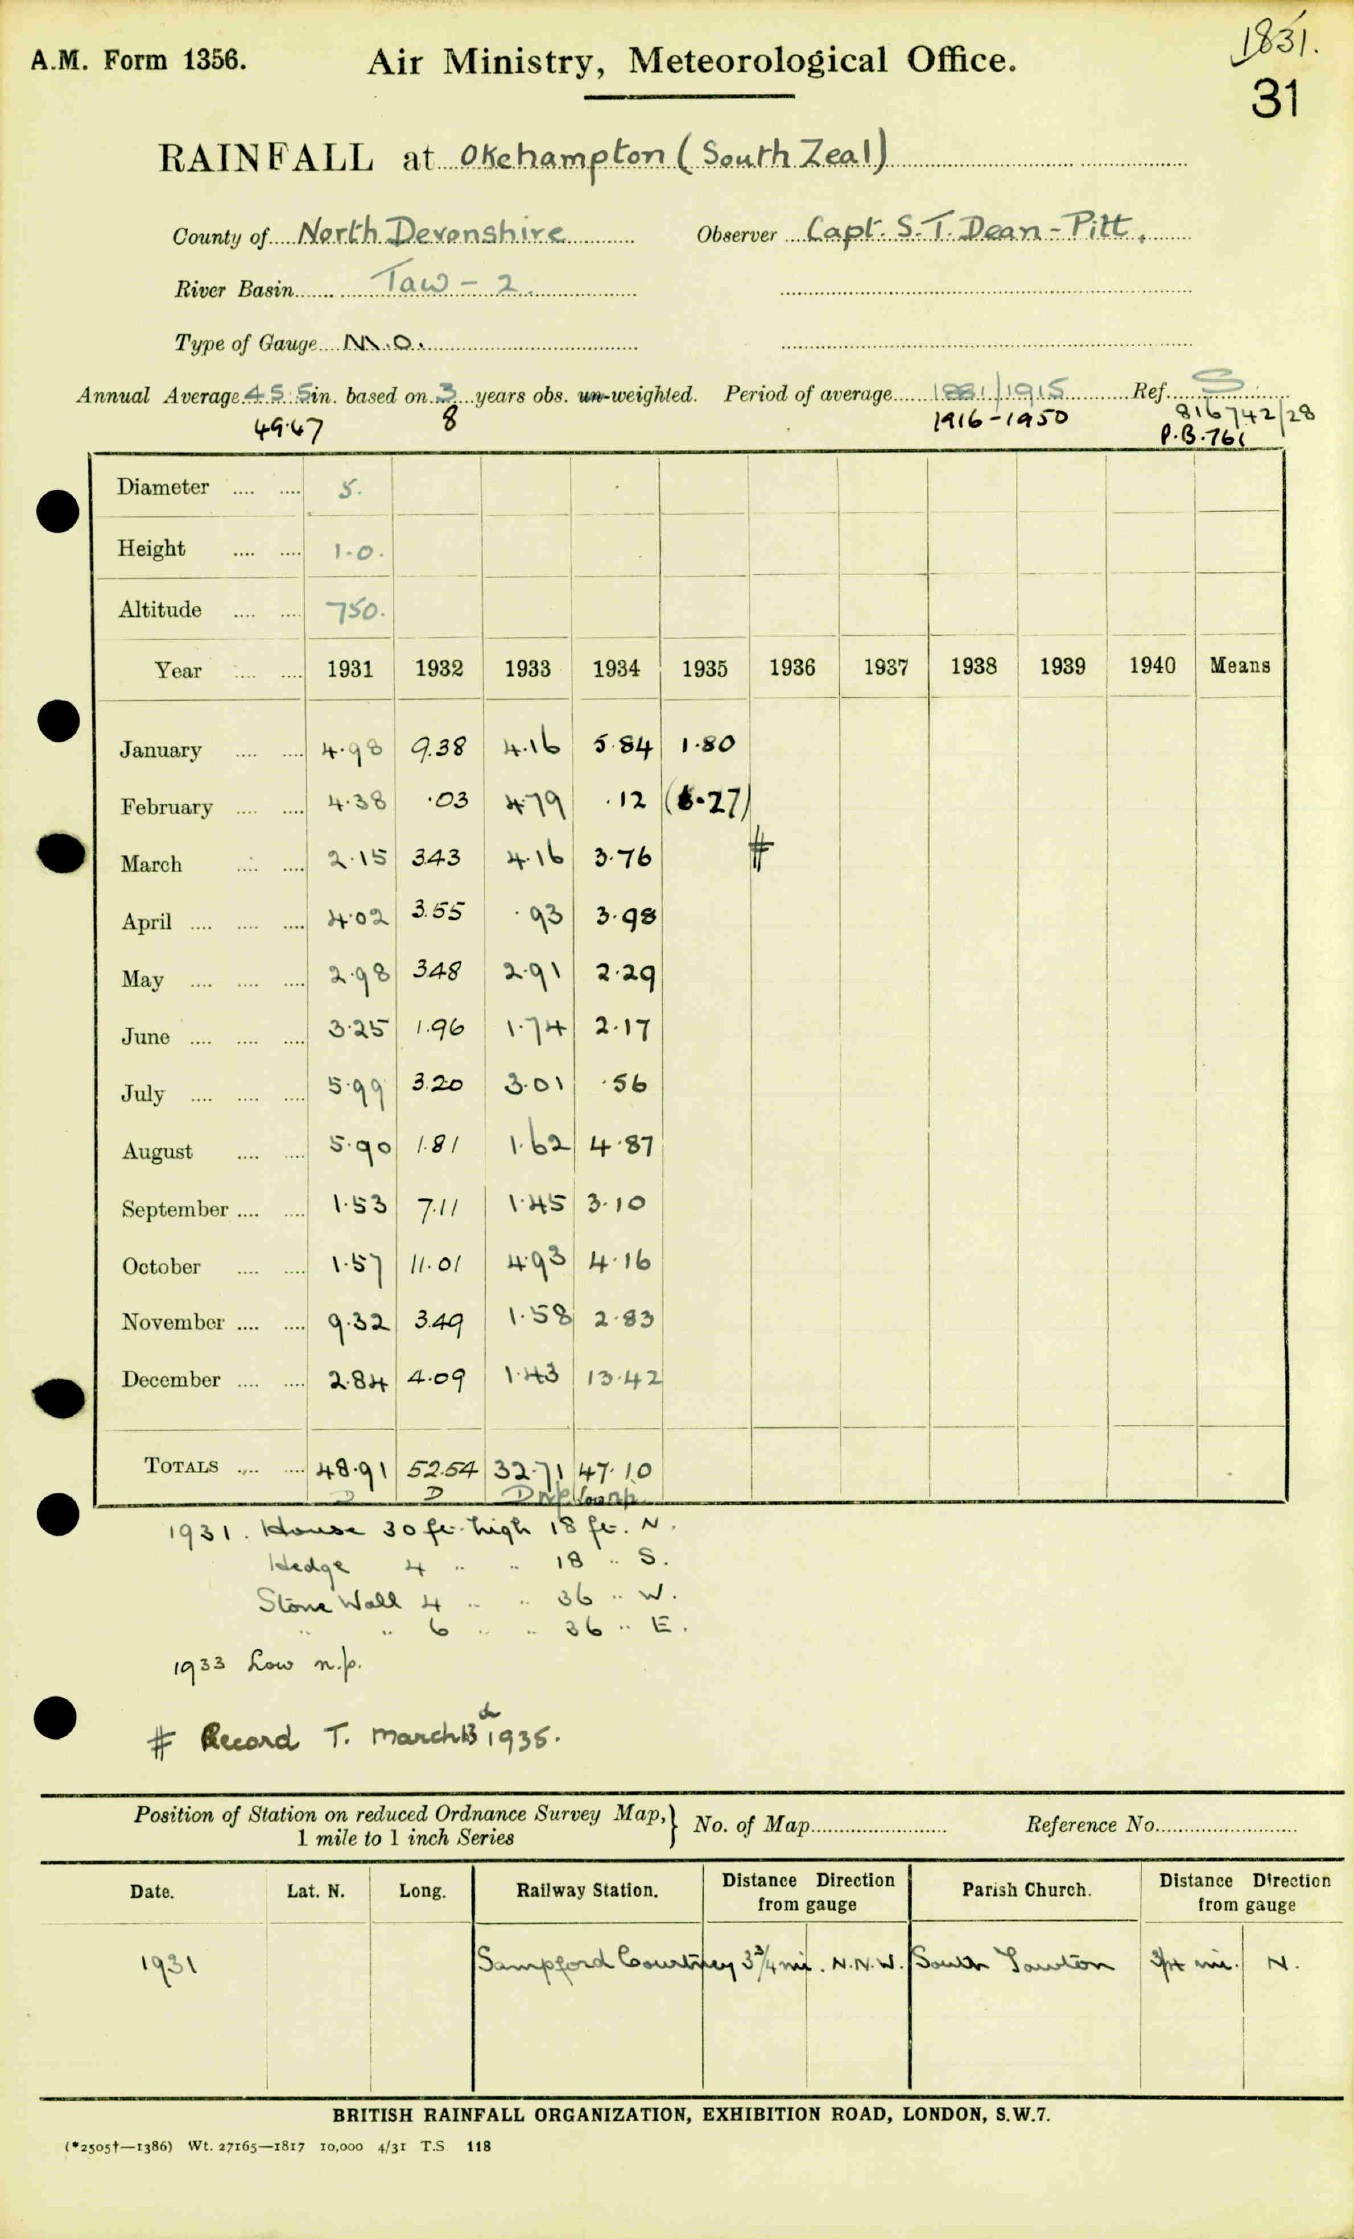 1831.
A.M. Form 1356. Air Ministry, Meteorological Office.
31
RAINFALL at Okehampton (South Zeal)
County of North Devonshire Observer Capt. S.T. Dean-Pitt.
River Basin Taw - 2.
Type of Gauge M.O.
Annual Average 45.5 in. based on 3 years obs. un-weighted. Period of average 1881/1915 Ref. S
49.47 8 1916-1950 816742/28
P.B.761
Diameter .... .... 5.
Height .... .... 1.0.
Altitude .... .... 750.
Year .... .... 1931 1932 1933 1934 1935 1936 1937 1938 1939 1940 Means
January .... .... 4.98 9.38 4.16 5.84 1.80
February .... .... 4.38 .03 4.79 .12 (6.27)
March .... .... 2.15 3.43 4.16 3.76 #
April .... .... .... 4.02 3.55 .93 3.98
May .... .... .... 2.98 3.48 2.91 2.29
June .... .... .... 3.25 1.96 1.74 2.17
July .... .... .... 5.99 3.20 3.01 .56
August .... .... 5.90 1.81 1.62 4.87
September .... .... 1.53 7.11 1.45 3.10
October .... .... 1.57 11.01 4.93 4.16
November .... .... 9.32 3.49 1.58 2.83
December .... .... 2.84 4.09 1.43 13.42
TOTALS .... .... 48.91 52.54 32.71 47.10
D D D n.p. Low n.p.
1931. House 30 ft. high 18 ft. N.
Hedge 4 .. .. 18 .. S.
Stone Wall 4 .. .. 36 .. W.
.. .. 6 .. .. 36 .. E.
1933 Low n.p.
# Record T. March 13th 1935.
Position of Station on reduced Ordnance Survey Map, } No. of Map Reference No.
1 mile to 1 inch Series
Date. Lat. N. Long. Railway Station. Distance Direction from gauge Parish Church. Distance Direction from gauge
1931 Sampford Courtney 3 3/4 mi. N.N.W. South Tawton 3/4 mi. N.
BRITISH RAINFALL ORGANIZATION, EXHIBITION ROAD, LONDON, S.W.7.
(*2505†—1386) Wt. 27165—1817 10,000 4/31 T.S 118